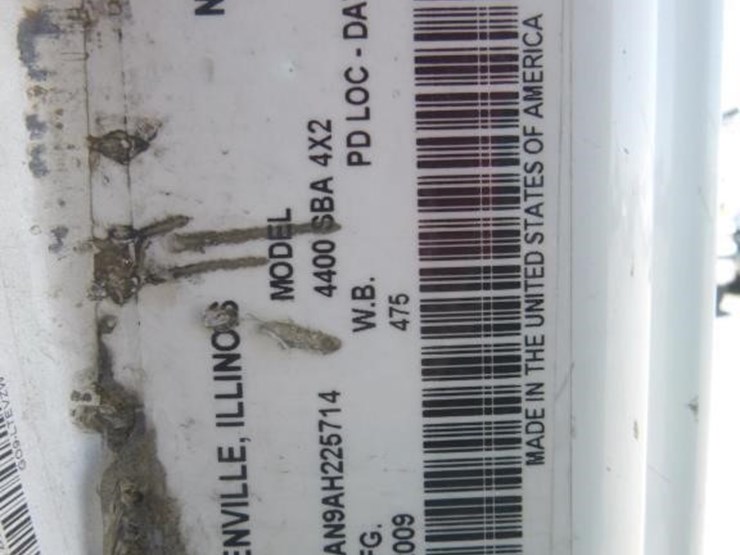 ENVILLE, ILLINOIS
MODEL
AN9AH225714
4400 SBA 4X2
FG.
W.B.
PD LOC - DA
009
475
MADE IN THE UNITED STATES OF AMERICA